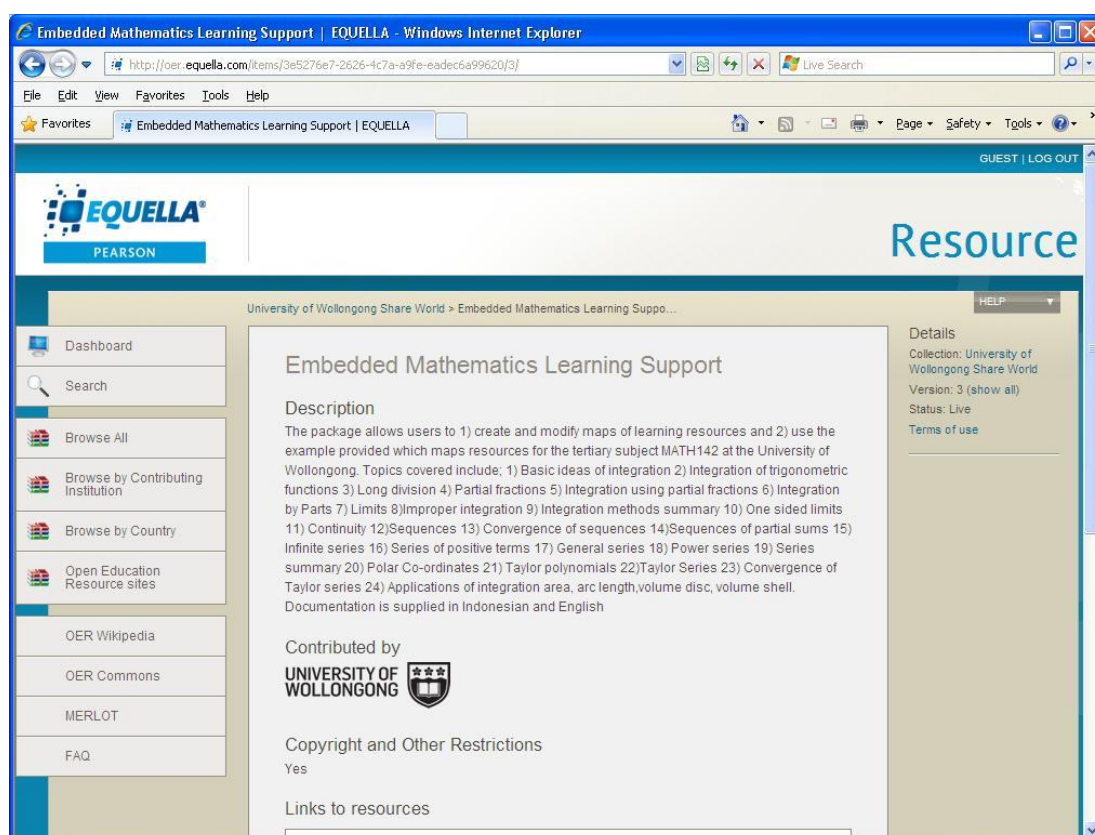 Embedded Mathematics Learning Support | EQUELLA - Windows Internet Explorer
http://oer.equella.com/items/3e5276e7-2626-4c7a-a9fe-eadec6a99620/3/
Live Search
File Edit View Favorites Tools Help
Favorites
Embedded Mathematics Learning Support | EQUELLA
Page Safety Tools
GUEST | LOG OUT
EQUELLA®
PEARSON
Resource
HELP
University of Wollongong Share World > Embedded Mathematics Learning Suppo...
Dashboard
Search
Browse All
Browse by Contributing
Institution
Browse by Country
Open Education
Resource sites
OER Wikipedia
OER Commons
MERLOT
FAQ
Embedded Mathematics Learning Support
Description
The package allows users to 1) create and modify maps of learning resources and 2) use the
example provided which maps resources for the tertiary subject MATH142 at the University of
Wollongong. Topics covered include; 1) Basic ideas of integration 2) Integration of trigonometric
functions 3) Long division 4) Partial fractions 5) Integration using partial fractions 6) Integration
by Parts 7) Limits 8)Improper integration 9) Integration methods summary 10) One sided limits
11) Continuity 12)Sequences 13) Convergence of sequences 14)Sequences of partial sums 15)
Infinite series 16) Series of positive terms 17) General series 18) Power series 19) Series
summary 20) Polar Co-ordinates 21) Taylor polynomials 22)Taylor Series 23) Convergence of
Taylor series 24) Applications of integration area, arc length,volume disc, volume shell.
Documentation is supplied in Indonesian and English
Contributed by
UNIVERSITY OF
WOLLONGONG
Copyright and Other Restrictions
Yes
Links to resources
Details
Collection: University of
Wollongong Share World
Version: 3 (show all)
Status: Live
Terms of use